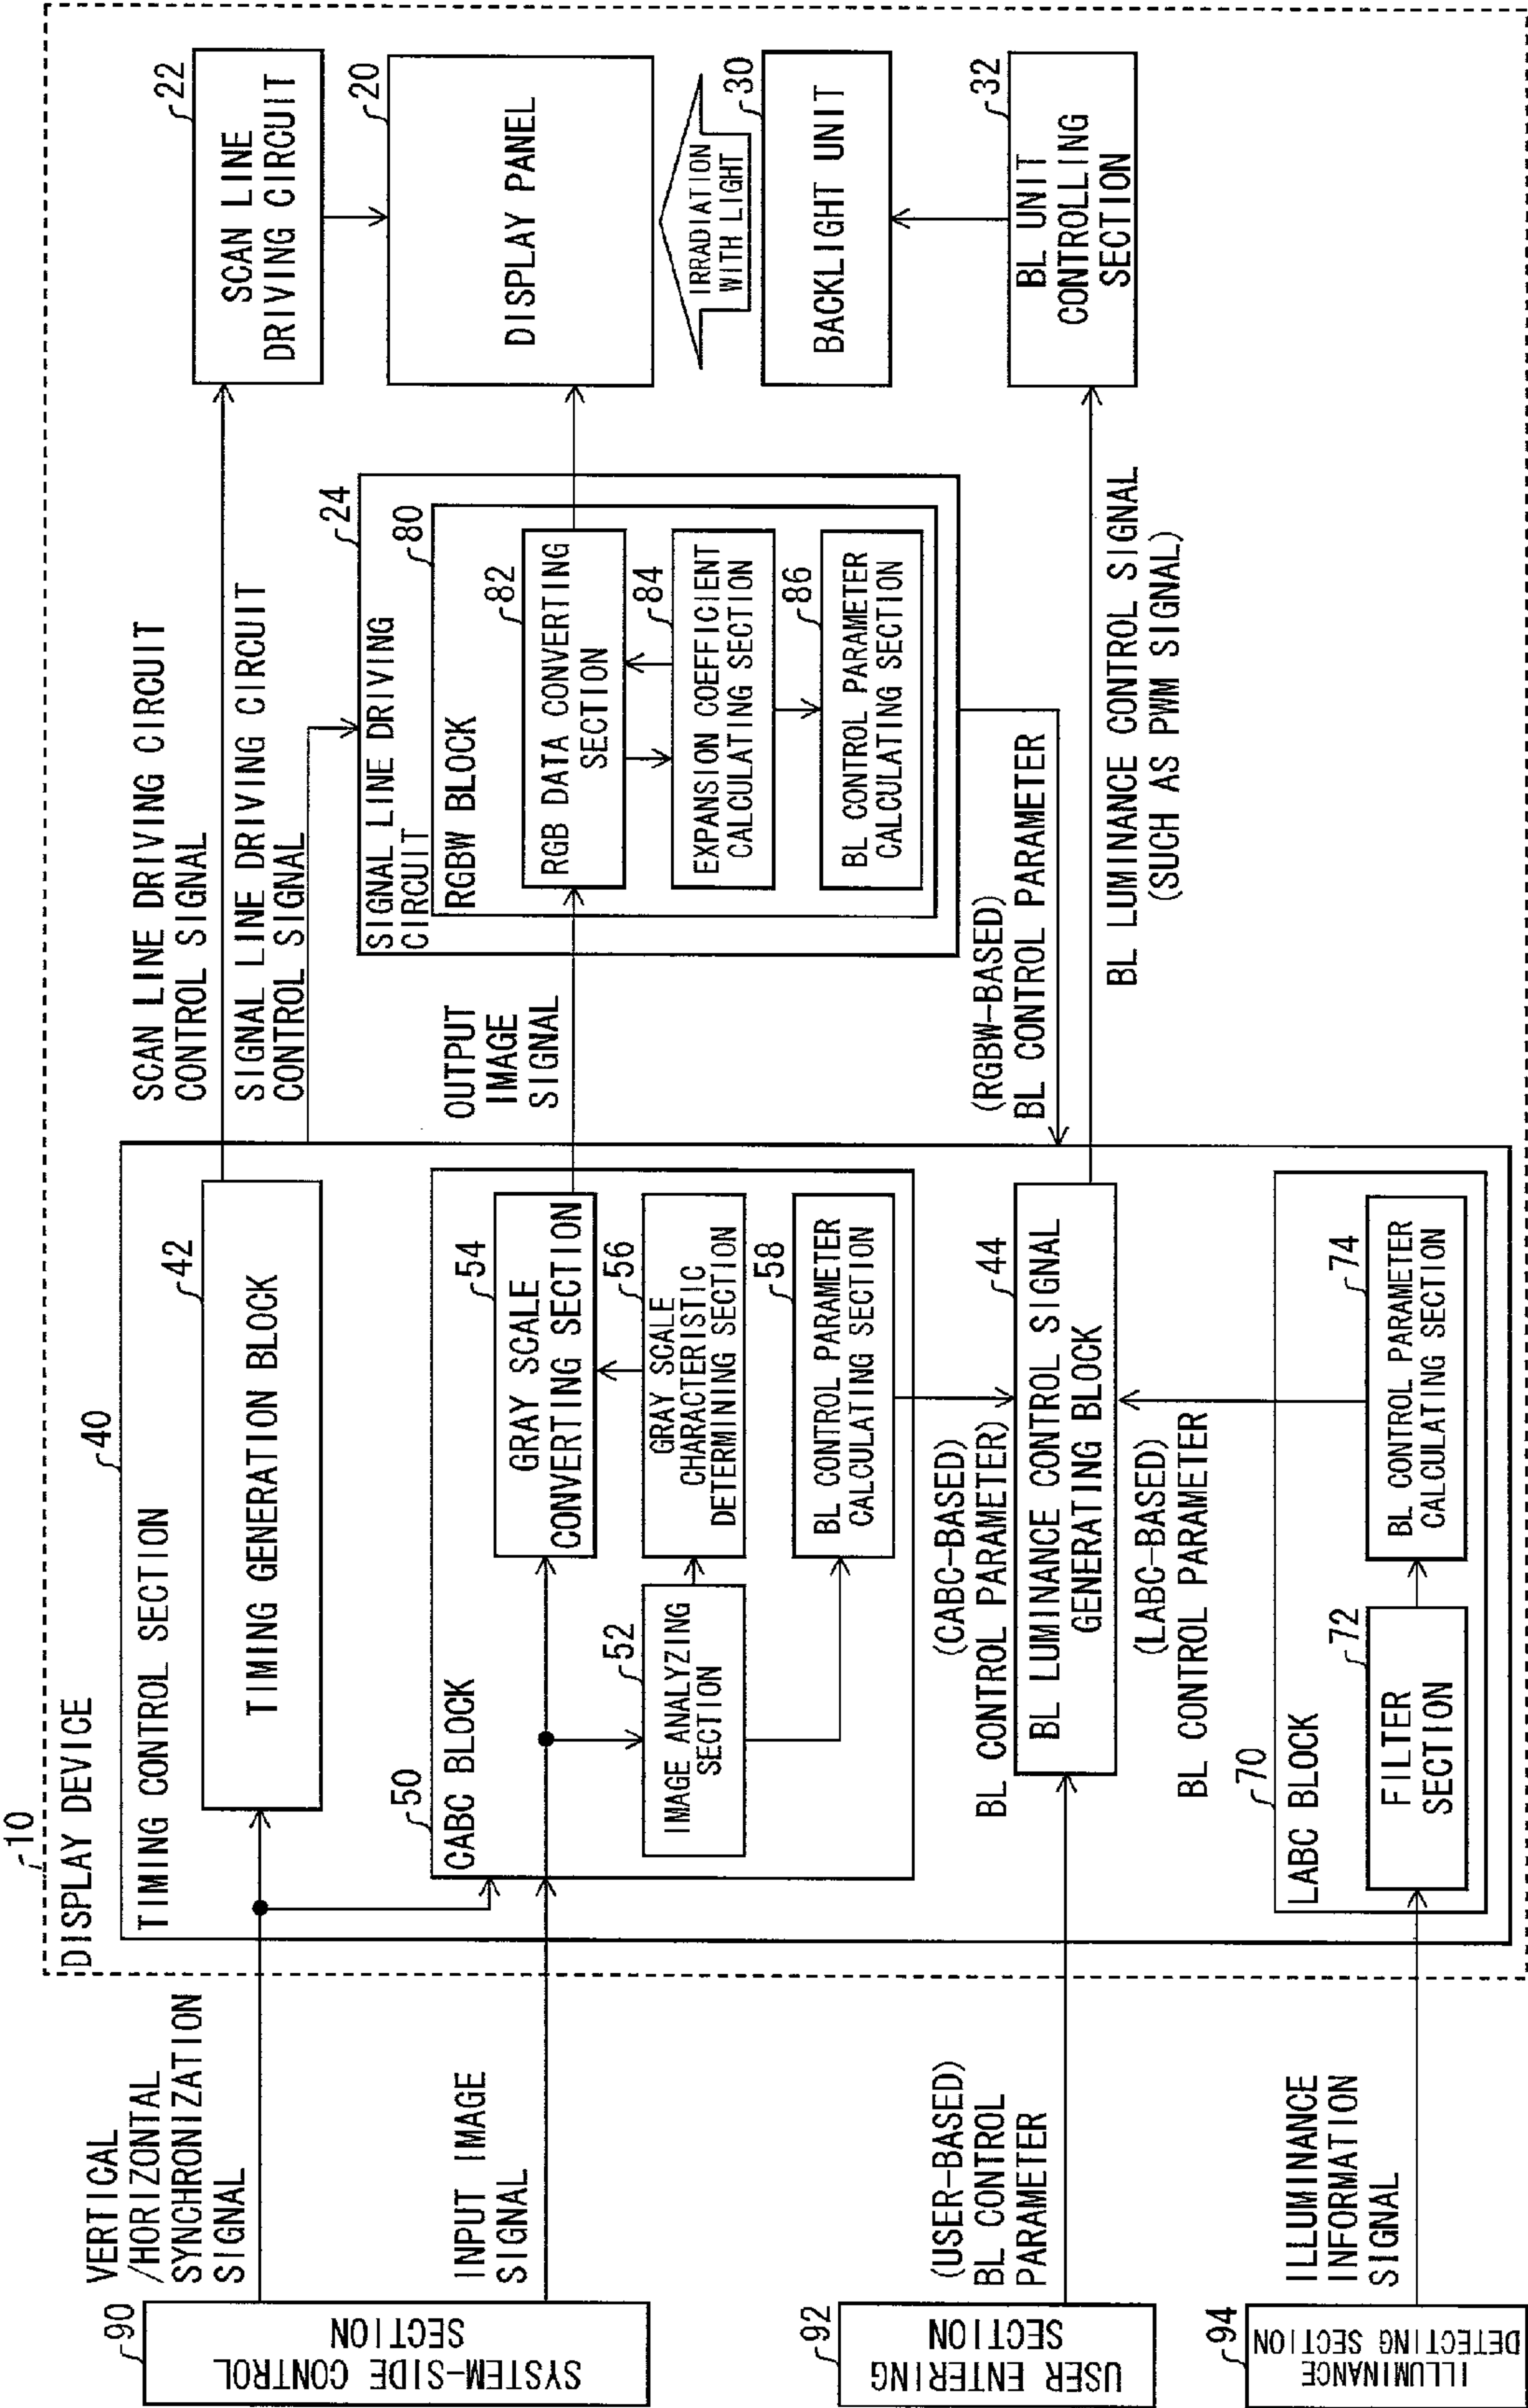 10
DISPLAY DEVICE
90
SYSTEM-SIDE CONTROL
SECTION
VERTICAL
/HORIZONTAL
SYNCHRONIZATION
SIGNAL
INPUT IMAGE
SIGNAL
92
USER ENTERING
SECTION
(USER-BASED)
BL CONTROL
PARAMETER
94
ILLUMINANCE
DETECTING SECTION
ILLUMINANCE
INFORMATION
SIGNAL
40
TIMING CONTROL SECTION
42
TIMING GENERATION BLOCK
50
CABC BLOCK
52
IMAGE ANALYZING
SECTION
54
GRAY SCALE
CONVERTING SECTION
56
GRAY SCALE
CHARACTERISTIC
DETERMINING SECTION
58
BL CONTROL PARAMETER
CALCULATING SECTION
(CABC-BASED)
BL CONTROL PARAMETER)
44
BL LUMINANCE CONTROL SIGNAL
GENERATING BLOCK
(LABC-BASED)
BL CONTROL PARAMETER
70
LABC BLOCK
72
FILTER
SECTION
74
BL CONTROL PARAMETER
CALCULATING SECTION
SCAN LINE DRIVING CIRCUIT
CONTROL SIGNAL
SIGNAL LINE DRIVING CIRCUIT
CONTROL SIGNAL
OUTPUT
IMAGE
SIGNAL
24
SIGNAL LINE DRIVING
CIRCUIT
80
RGBW BLOCK
82
RGB DATA CONVERTING
SECTION
84
EXPANSION COEFFICIENT
CALCULATING SECTION
86
BL CONTROL PARAMETER
CALCULATING SECTION
(RGBW-BASED)
BL CONTROL PARAMETER
BL LUMINANCE CONTROL SIGNAL
(SUCH AS PWM SIGNAL)
22
SCAN LINE
DRIVING CIRCUIT
20
DISPLAY PANEL
IRRADIATION
WITH LIGHT
30
BACKLIGHT UNIT
32
BL UNIT
CONTROLLING
SECTION